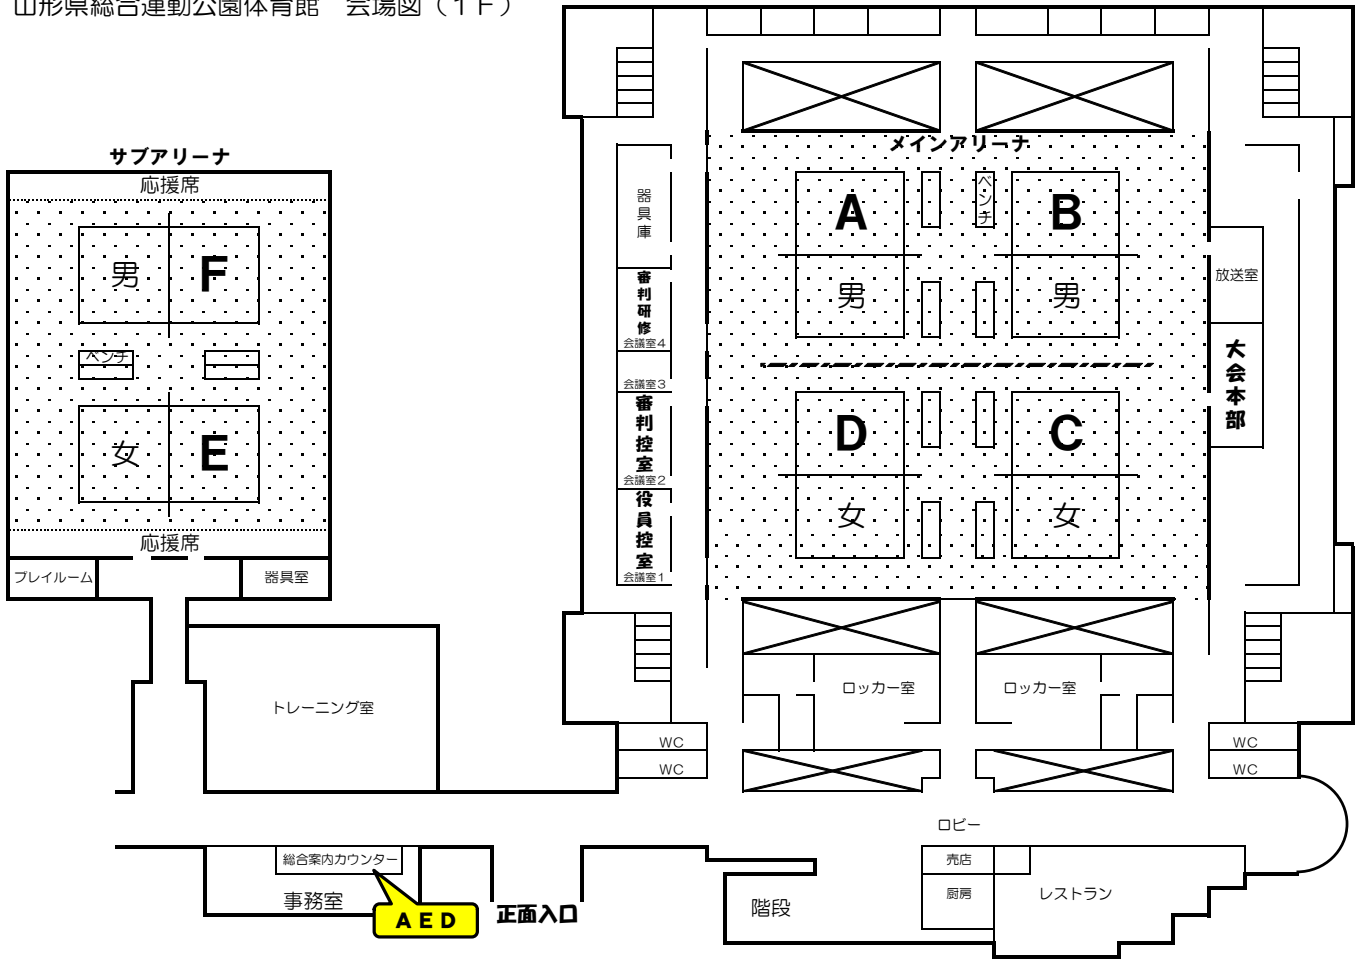 山形県総合運動公園体育館　会場図（１Ｆ）
サブアリーナ
応援席
男
F
ベンチ
女
E
応援席
プレイルーム
器具室
トレーニング室
メインアリーナ
器具庫
審判研修
会議室4
会議室3
審判控室
会議室2
役員控室
会議室1
A
ベンチ
B
男
男
D
C
女
女
放送室
大会本部
ロッカー室
ロッカー室
WC
WC
WC
WC
ロビー
総合案内カウンター
事務室
AED
正面入口
階段
売店
厨房
レストラン